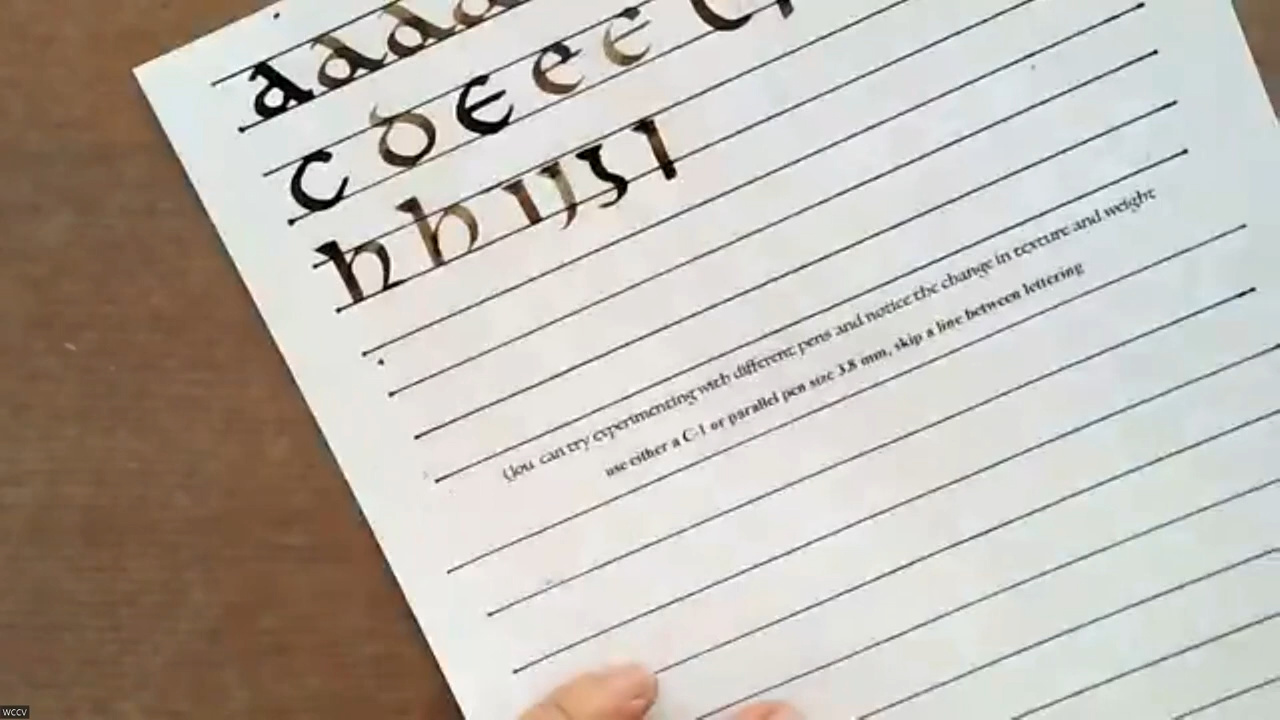 a d d d
c d e e e
h h i j s l
You can try experimenting with different pens and notice the change in texture and weight
use either a C-1 or parallel pen size 3.8 mm, skip a line between lettering
WCCV